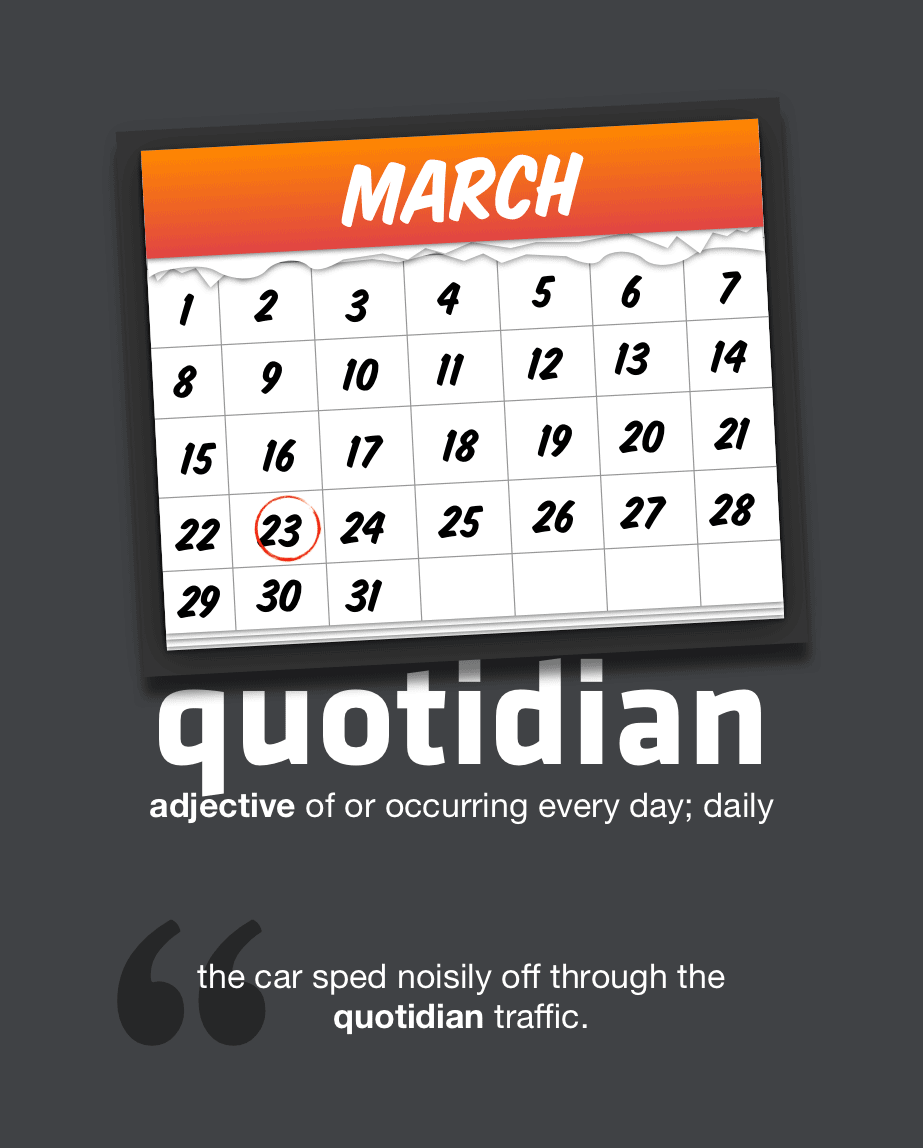 MARCH
1 2 3 4 5 6 7
8 9 10 11 12 13 14
15 16 17 18 19 20 21
22 23 24 25 26 27 28
29 30 31
quotidian
adjective of or occurring every day; daily
the car sped noisily off through the
quotidian traffic.